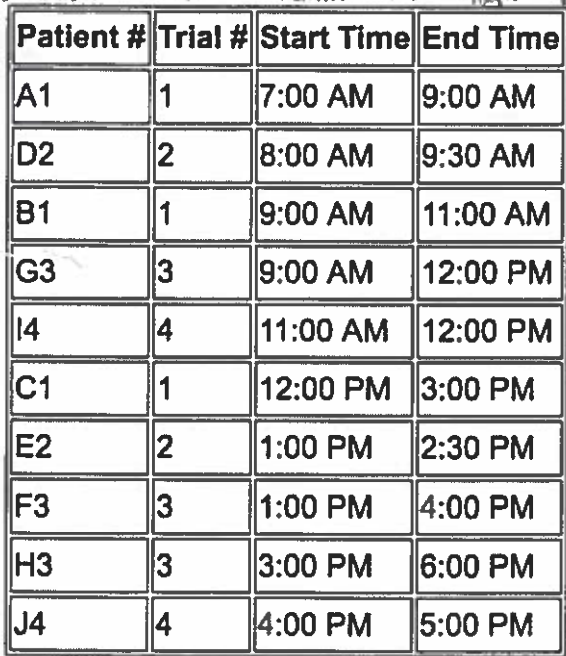 Patient # Trial # Start Time End Time
A1 1 7:00 AM 9:00 AM
D2 2 8:00 AM 9:30 AM
B1 1 9:00 AM 11:00 AM
G3 3 9:00 AM 12:00 PM
I4 4 11:00 AM 12:00 PM
C1 1 12:00 PM 3:00 PM
E2 2 1:00 PM 2:30 PM
F3 3 1:00 PM 4:00 PM
H3 3 3:00 PM 6:00 PM
J4 4 4:00 PM 5:00 PM